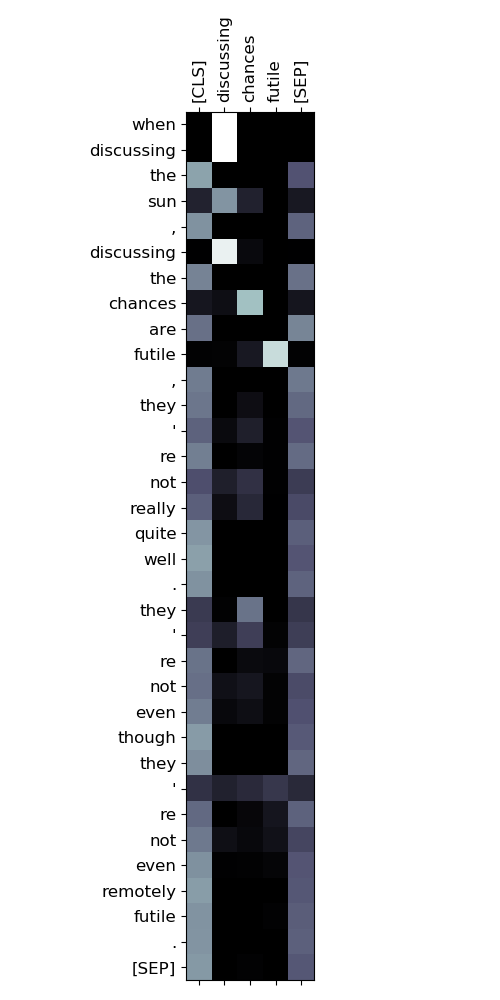 [CLS]
discussing
chances
futile
[SEP]
when
discussing
the
sun
,
discussing
the
chances
are
futile
,
they
'
re
not
really
quite
well
.
they
'
re
not
even
though
they
'
re
not
even
remotely
futile
.
[SEP]